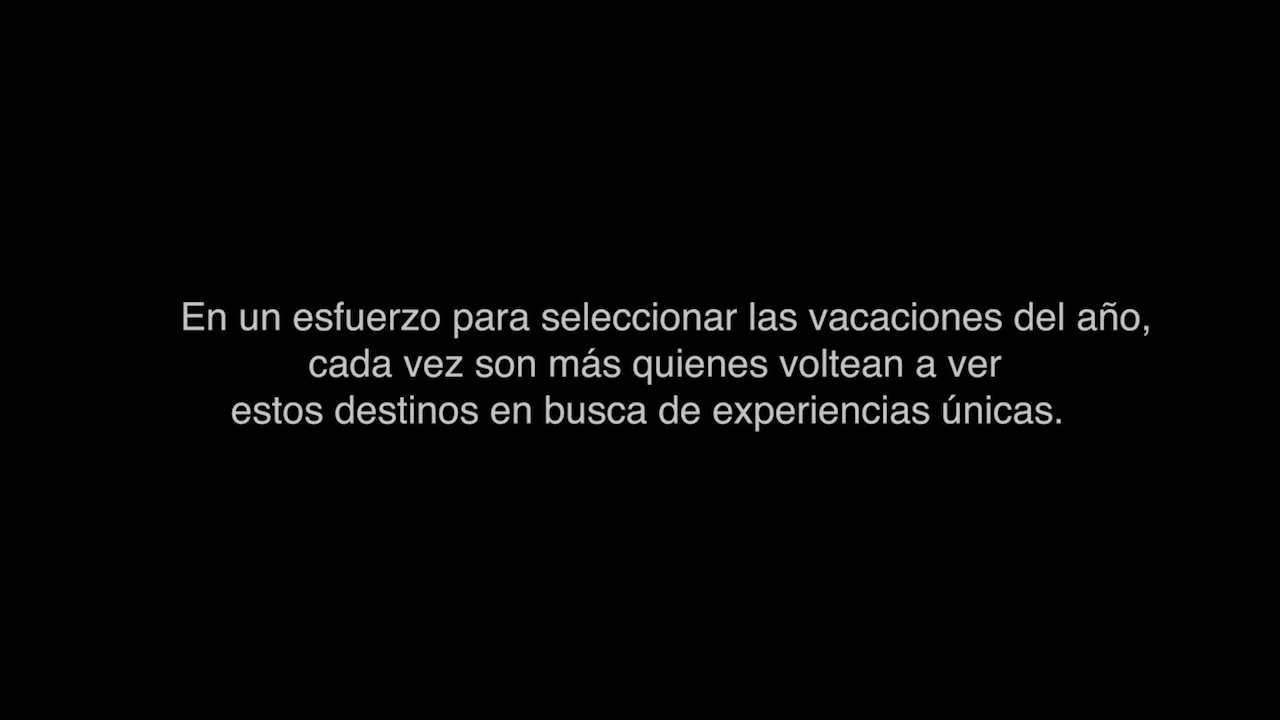 En un esfuerzo para seleccionar las vacaciones del año,
cada vez son más quienes voltean a ver
estos destinos en busca de experiencias únicas.